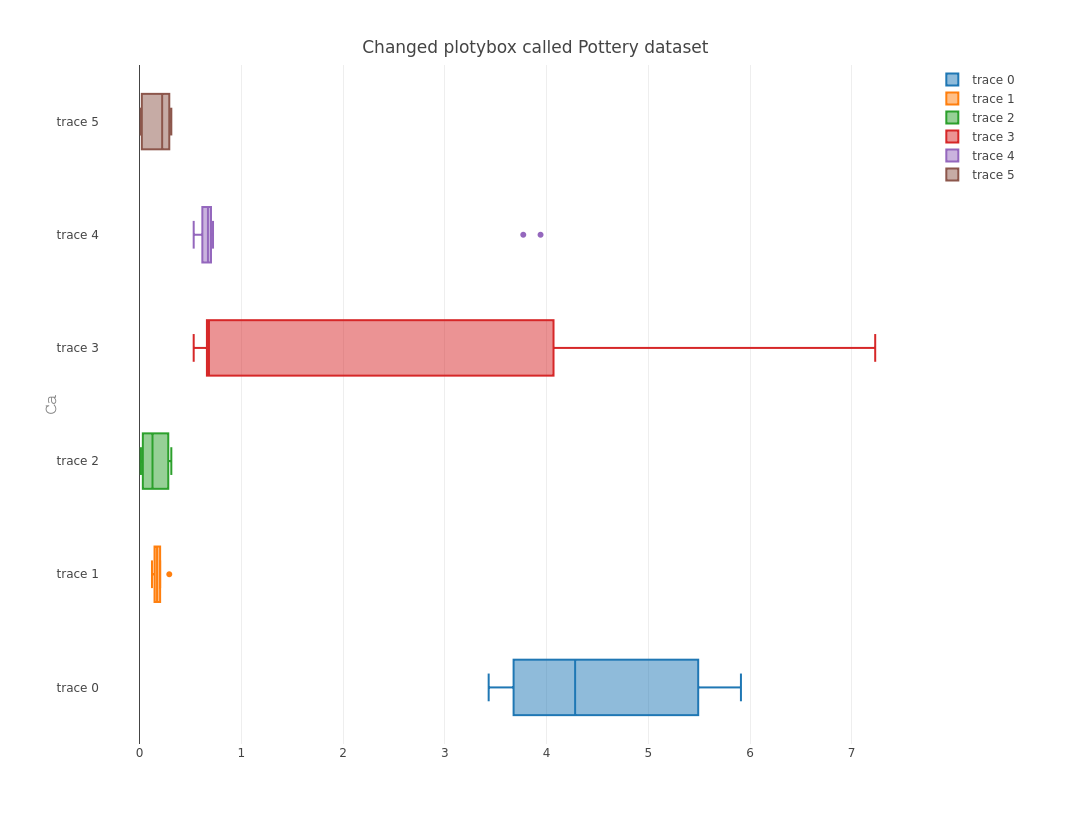 Changed plotybox called Pottery dataset
trace 0
trace 1
trace 2
trace 3
trace 4
trace 5
trace 5
trace 4
trace 3
Ca
trace 2
trace 1
trace 0
0 1 2 3 4 5 6 7